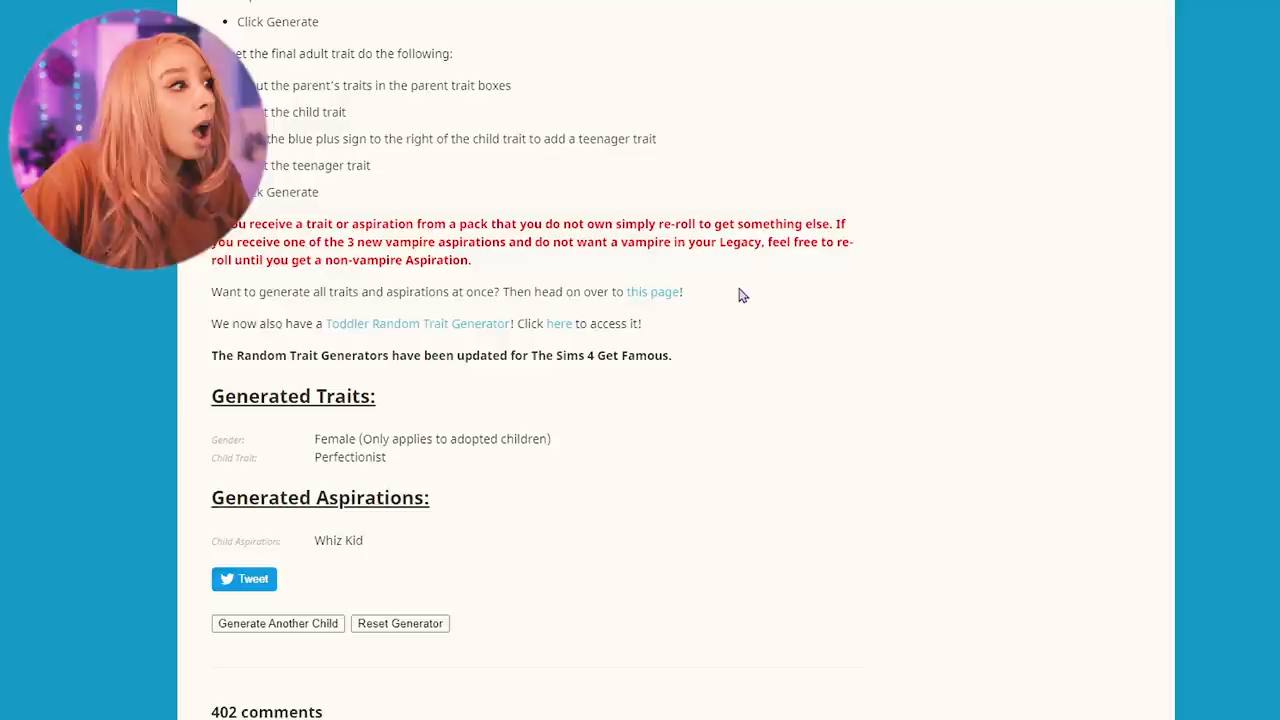 Click Generate
et the final adult trait do the following:
ut the parent's traits in the parent trait boxes
t the child trait
the blue plus sign to the right of the child trait to add a teenager trait
t the teenager trait
ck Generate
ou receive a trait or aspiration from a pack that you do not own simply re-roll to get something else. If
you receive one of the 3 new vampire aspirations and do not want a vampire in your Legacy, feel free to re-
roll until you get a non-vampire Aspiration.
Want to generate all traits and aspirations at once? Then head on over to this page!
We now also have a Toddler Random Trait Generator! Click here to access it!
The Random Trait Generators have been updated for The Sims 4 Get Famous.
Generated Traits:
Gender: Female (Only applies to adopted children)
Child Trait: Perfectionist
Generated Aspirations:
Child Aspiration: Whiz Kid
Tweet
Generate Another Child Reset Generator
402 comments